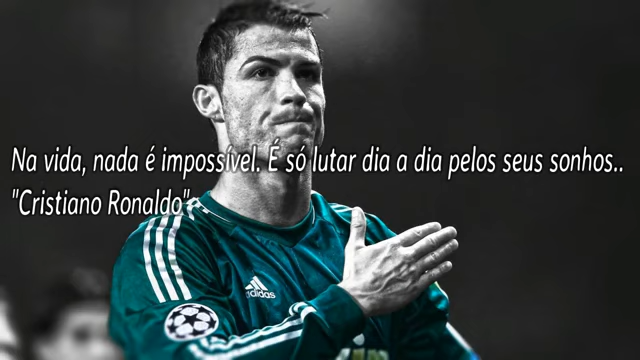 Na vida, nada é impossível. É só lutar dia a dia pelos seus sonhos..
"Cristiano Ronaldo"
adidas